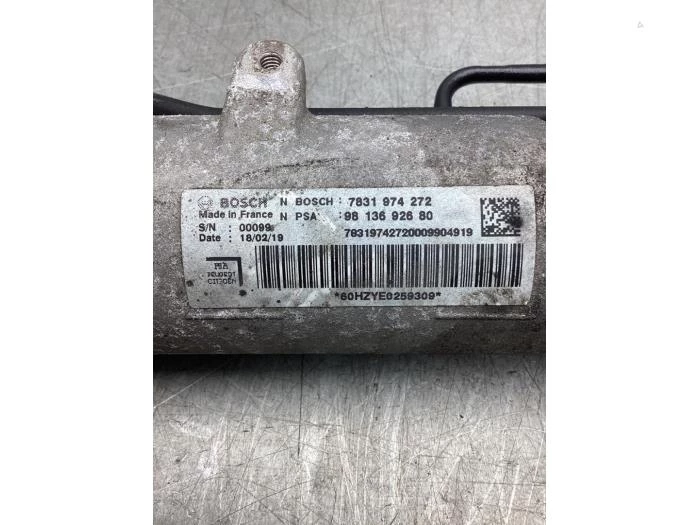 BOSCH N BOSCH : 7831 974 272
Made in France N PSA : 98 136 926 80
S/N : 00099 78319742720009904919
Date : 18/02/19
PSA
PEUGEOT
CITROËN
*60HZYE0259309*